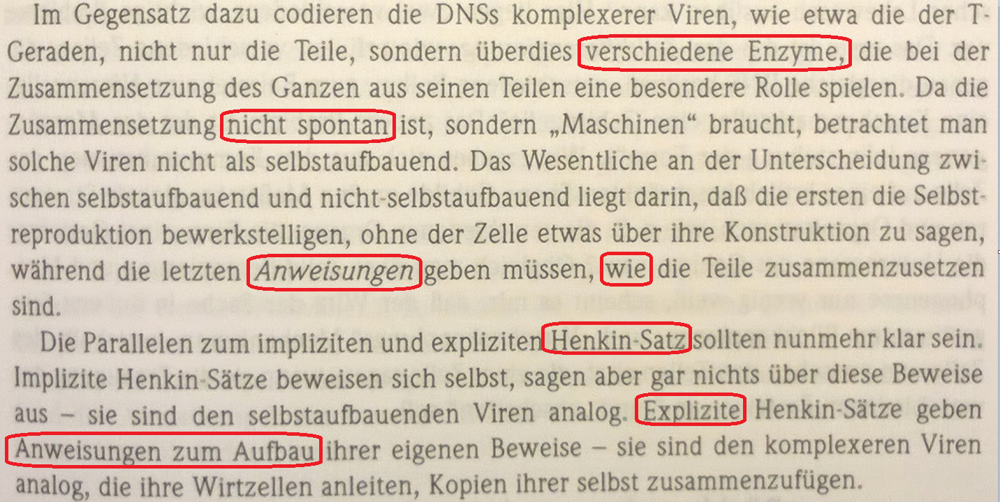 Im Gegensatz dazu codieren die DNSs komplexerer Viren, wie etwa die der T-
Geraden, nicht nur die Teile, sondern überdies verschiedene Enzyme, die bei der
Zusammensetzung des Ganzen aus seinen Teilen eine besondere Rolle spielen. Da die
Zusammensetzung nicht spontan ist, sondern „Maschinen“ braucht, betrachtet man
solche Viren nicht als selbstaufbauend. Das Wesentliche an der Unterscheidung zwi-
schen selbstaufbauend und nicht-selbstaufbauend liegt darin, daß die ersten die Selbst-
reproduktion bewerkstelligen, ohne der Zelle etwas über ihre Konstruktion zu sagen,
während die letzten Anweisungen geben müssen, wie die Teile zusammenzusetzen
sind.
Die Parallelen zum impliziten und expliziten Henkin-Satz sollten nunmehr klar sein.
Implizite Henkin-Sätze beweisen sich selbst, sagen aber gar nichts über diese Beweise
aus – sie sind den selbstaufbauenden Viren analog. Explizite Henkin-Sätze geben
Anweisungen zum Aufbau ihrer eigenen Beweise – sie sind den komplexeren Viren
analog, die ihre Wirtzellen anleiten, Kopien ihrer selbst zusammenzufügen.